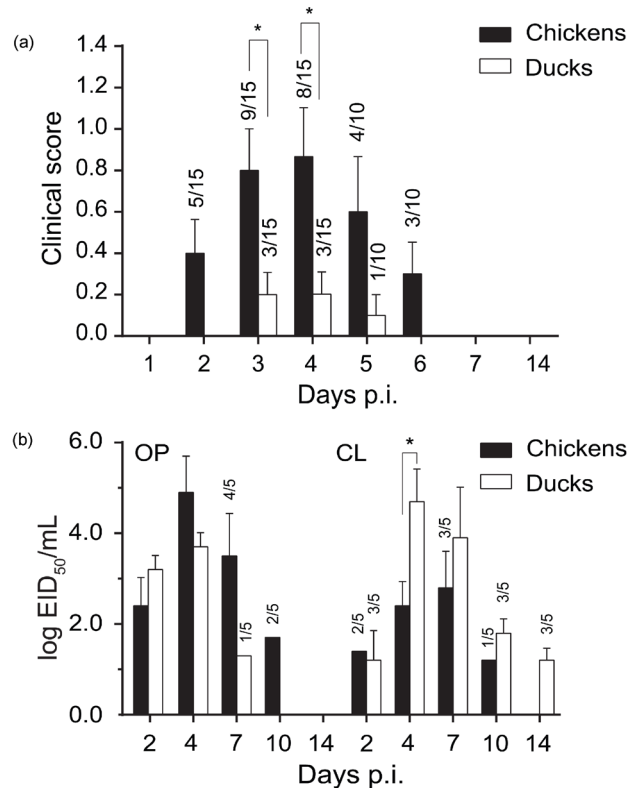 (a)
Chickens
Ducks
* *
1.4
1.2
1.0
0.8
0.6
0.4
0.2
0.0
Clinical score
5/15 9/15 3/15 8/15 3/15 4/10 1/10 3/10
1 2 3 4 5 6 7 14
Days p.i.
(b)
OP CL
Chickens
Ducks
*
6.0
4.0
2.0
0.0
log EID50/mL
4/5 1/5 2/5 2/5 3/5 3/5 1/5 3/5 3/5
2 4 7 10 14 2 4 7 10 14
Days p.i.